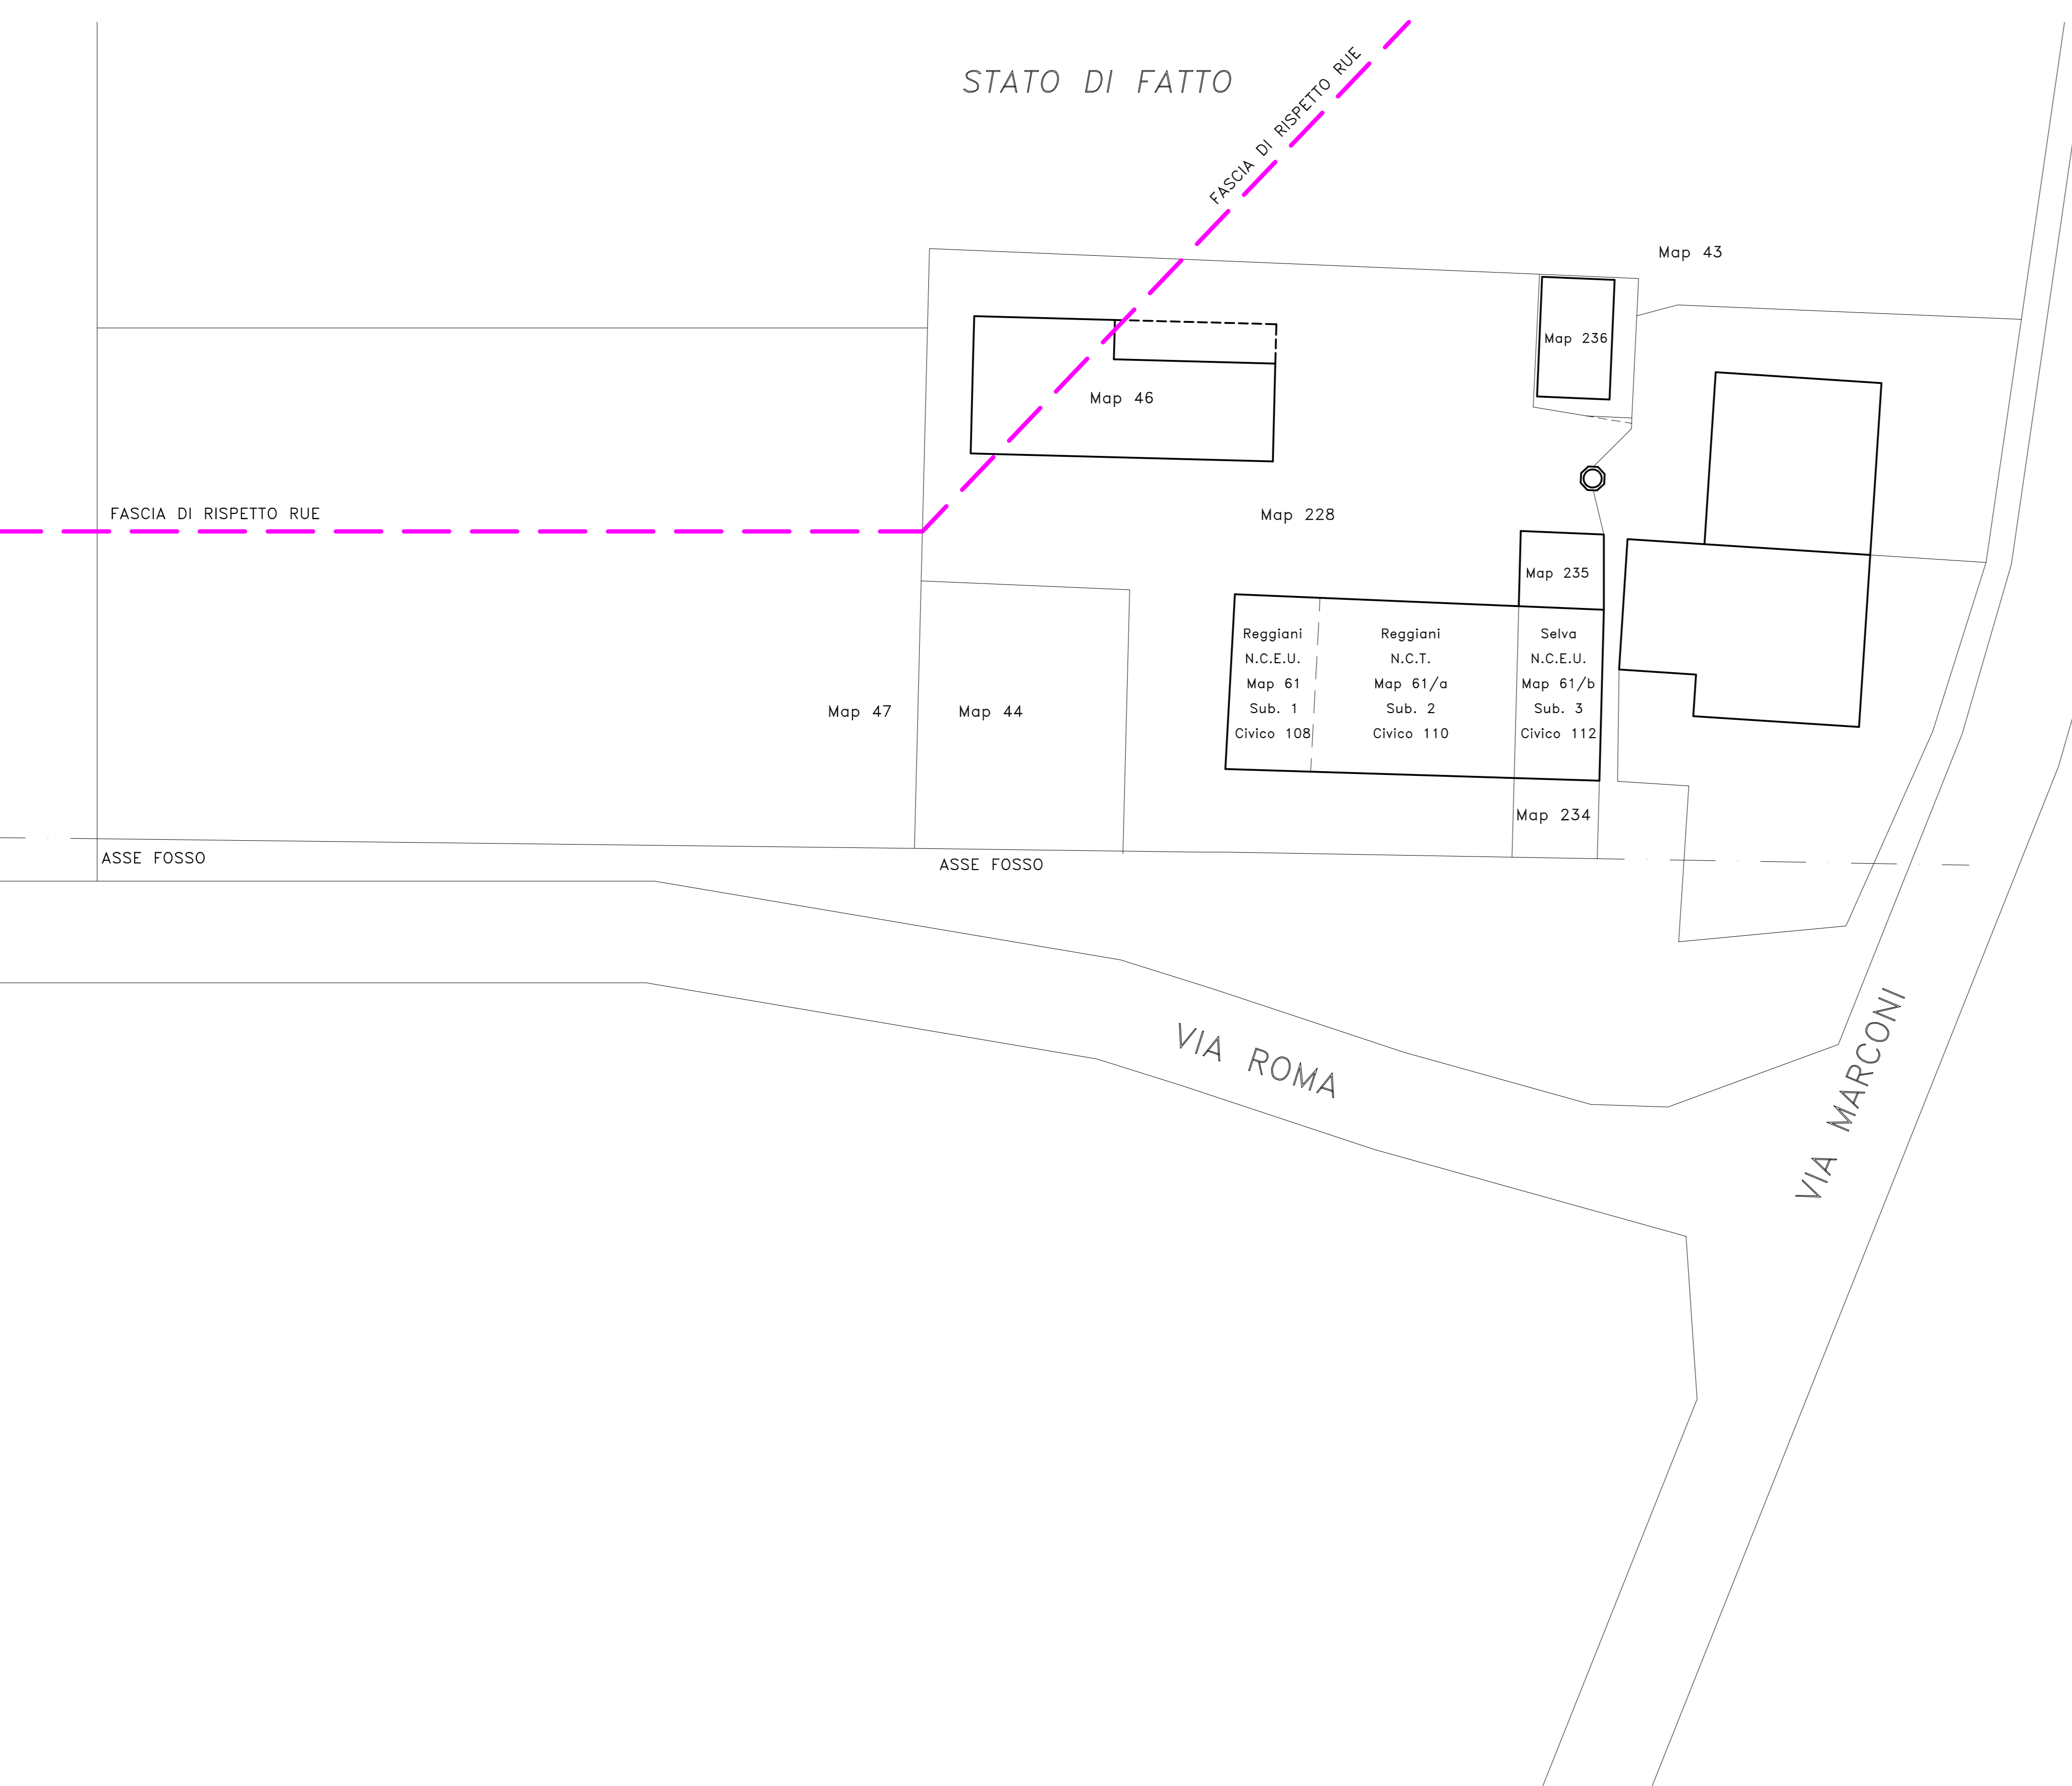 STATO DI FATTO
FASCIA DI RISPETTO RUE
Map 43
Map 236
Map 46
FASCIA DI RISPETTO RUE
Map 228
Map 235
Reggiani
N.C.E.U.
Map 61
Sub. 1
Civico 108
Reggiani
N.C.T.
Map 61/a
Sub. 2
Civico 110
Selva
N.C.E.U.
Map 61/b
Sub. 3
Civico 112
Map 47
Map 44
Map 234
ASSE FOSSO
ASSE FOSSO
VIA ROMA
VIA MARCONI